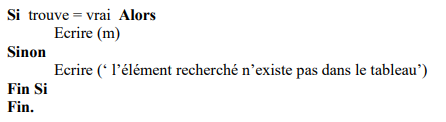 Si trouve = vrai Alors
Ecrire (m)
Sinon
Ecrire (‘ l’élément recherché n’existe pas dans le tableau’)
Fin Si
Fin.